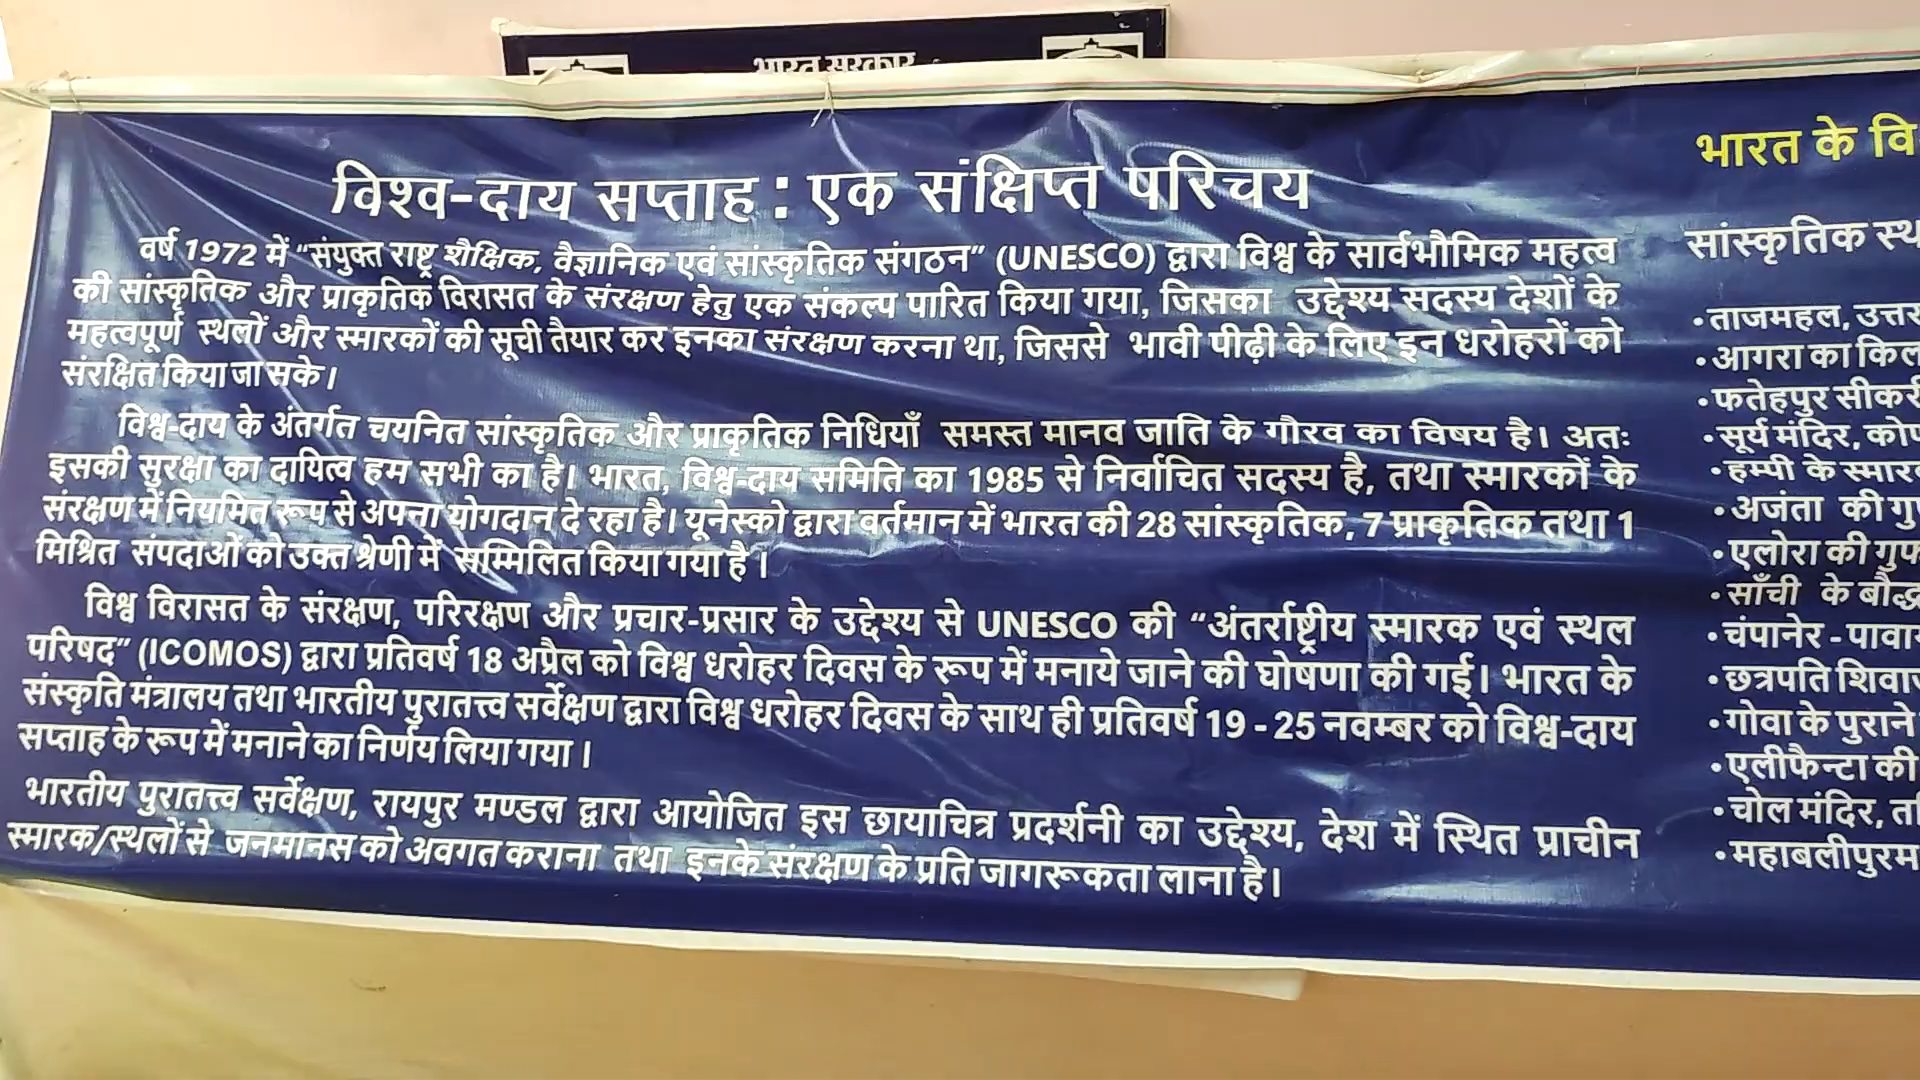 भारत सरकार
विश्व-दाय सप्ताह : एक संक्षिप्त परिचय
वर्ष 1972 में “संयुक्त राष्ट्र शैक्षिक, वैज्ञानिक एवं सांस्कृतिक संगठन” (UNESCO) द्वारा विश्व के सार्वभौमिक महत्व
की सांस्कृतिक और प्राकृतिक विरासत के संरक्षण हेतु एक संकल्प पारित किया गया, जिसका उद्देश्य सदस्य देशों के
महत्वपूर्ण स्थलों और स्मारकों की सूची तैयार कर इनका संरक्षण करना था, जिससे भावी पीढ़ी के लिए इन धरोहरों को
संरक्षित किया जा सके।
विश्व-दाय के अंतर्गत चयनित सांस्कृतिक और प्राकृतिक निधियाँ समस्त मानव जाति के गौरव का विषय है। अतः
इसकी सुरक्षा का दायित्व हम सभी का है। भारत, विश्व-दाय समिति का 1985 से निर्वाचित सदस्य है, तथा स्मारकों के
संरक्षण में नियमित रूप से अपना योगदान दे रहा है। यूनेस्को द्वारा वर्तमान में भारत की 28 सांस्कृतिक, 7 प्राकृतिक तथा 1
मिश्रित संपदाओं को उक्त श्रेणी में सम्मिलित किया गया है।
विश्व विरासत के संरक्षण, परिरक्षण और प्रचार-प्रसार के उद्देश्य से UNESCO की “अंतर्राष्ट्रीय स्मारक एवं स्थल
परिषद” (ICOMOS) द्वारा प्रतिवर्ष 18 अप्रैल को विश्व धरोहर दिवस के रूप में मनाये जाने की घोषणा की गई। भारत के
संस्कृति मंत्रालय तथा भारतीय पुरातत्त्व सर्वेक्षण द्वारा विश्व धरोहर दिवस के साथ ही प्रतिवर्ष 19 - 25 नवम्बर को विश्व-दाय
सप्ताह के रूप में मनाने का निर्णय लिया गया।
भारतीय पुरातत्त्व सर्वेक्षण, रायपुर मण्डल द्वारा आयोजित इस छायाचित्र प्रदर्शनी का उद्देश्य, देश में स्थित प्राचीन
स्मारक/स्थलों से जनमानस को अवगत कराना तथा इनके संरक्षण के प्रति जागरूकता लाना है।
भारत के वि
सांस्कृतिक स्थ
• ताजमहल, उत्तर
• आगरा का किल
• फतेहपुर सीकरी
• सूर्य मंदिर, को
• हम्पी के स्मारक
• अजंता की गु
• एलोरा की गुफ
• साँची के बौद्ध
• चंपानेर - पावा
• छत्रपति शिवाज
• गोवा के पुराने
• एलीफैन्टा की
• चोल मंदिर, त
• महाबलीपुरम